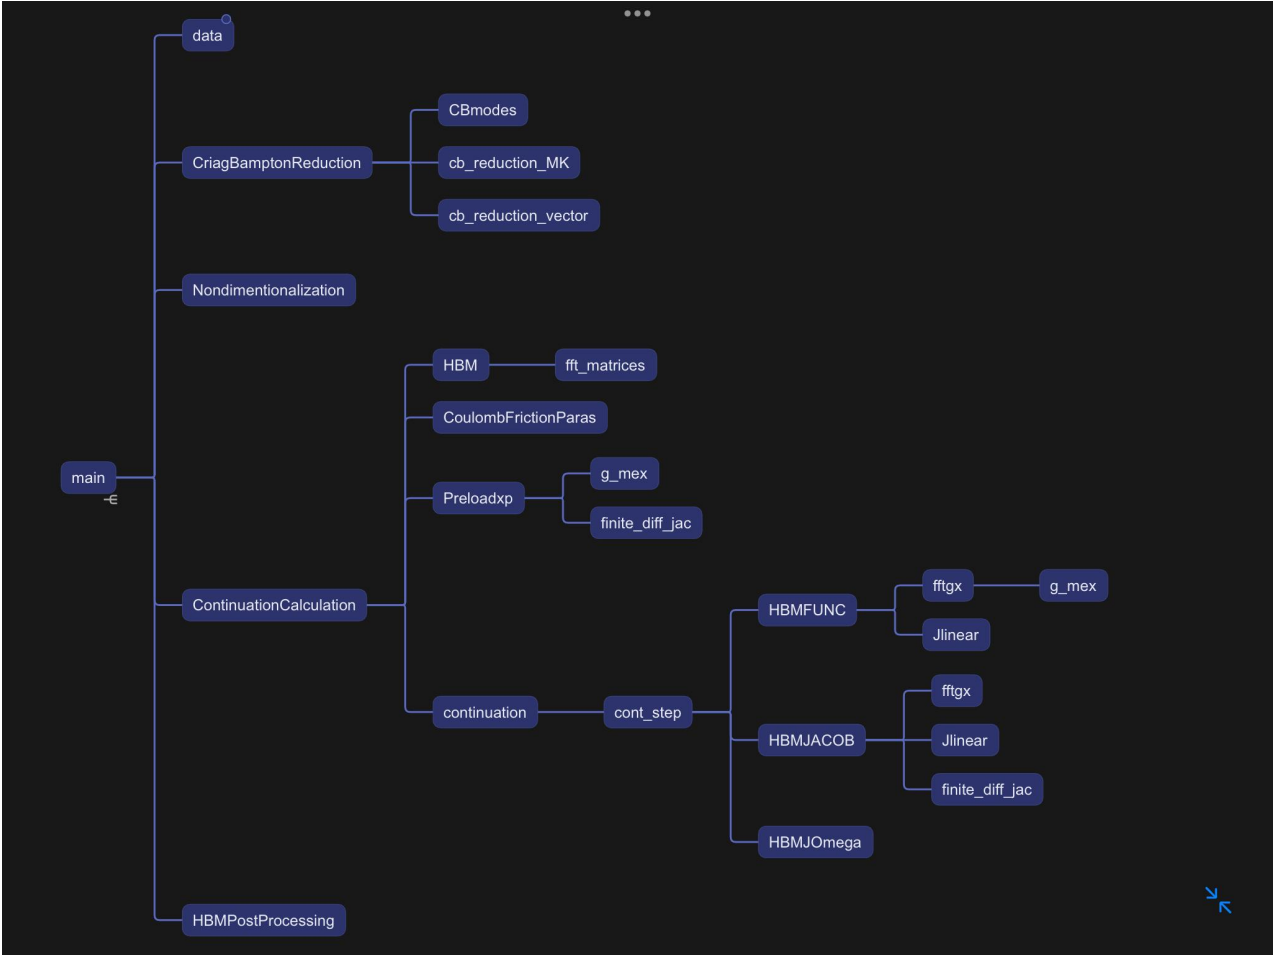 data
CBmodes
CriagBamptonReduction
cb_reduction_MK
cb_reduction_vector
Nondimentionalization
HBM
fft_matrices
CoulombFrictionParas
main
g_mex
Preloadxp
finite_diff_jac
ContinuationCalculation
HBMFUNC
fftgx
g_mex
Jlinear
continuation
cont_step
fftgx
HBMJACOB
Jlinear
finite_diff_jac
HBMJOmega
HBMPostProcessing